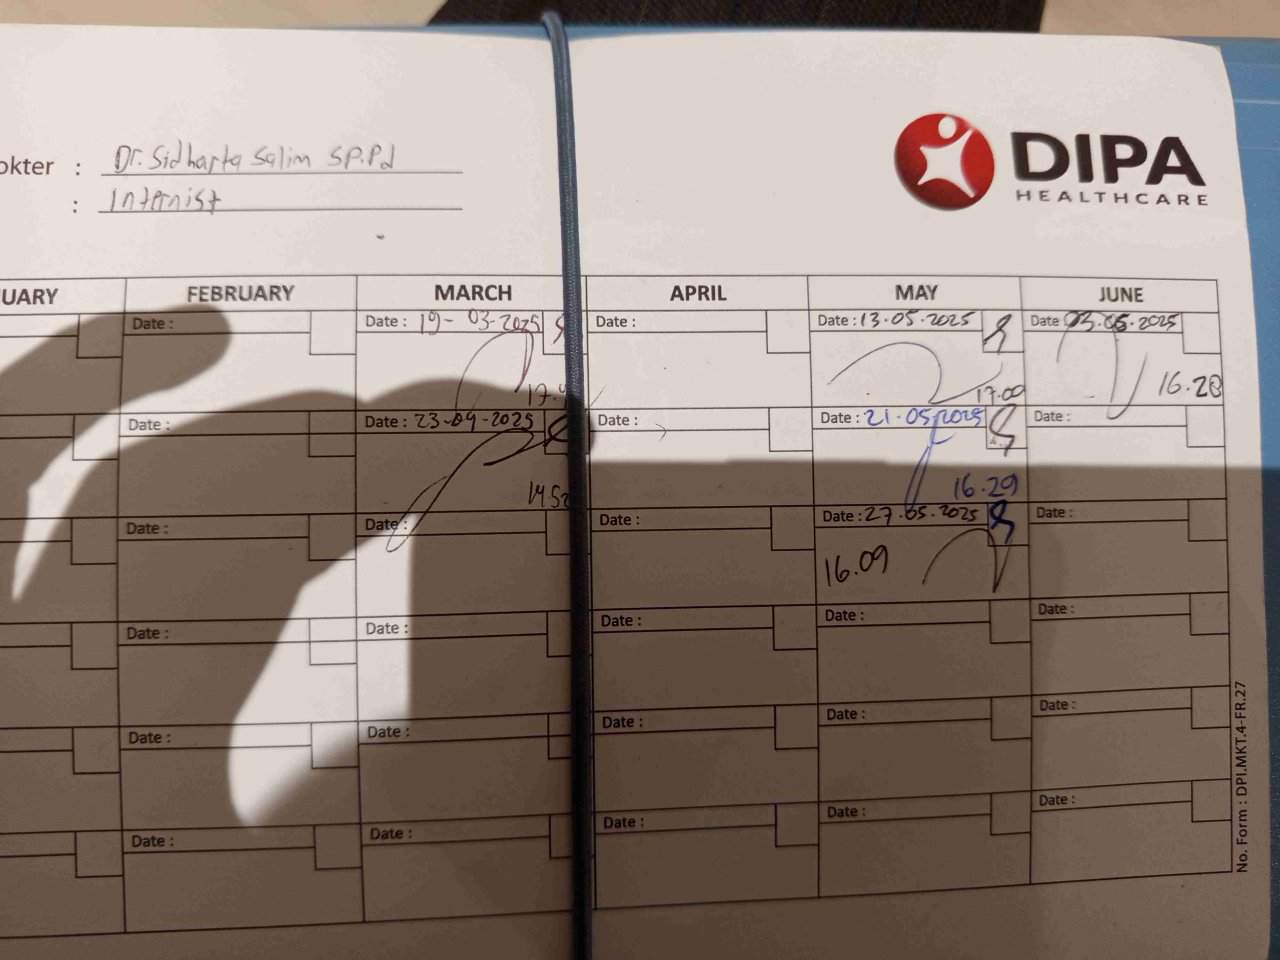 okter : Dr. Sidharta Salim SP.Pd
: Internist
DIPA
HEALTHCARE
UARY FEBRUARY MARCH APRIL MAY JUNE
Date : Date : 19-03-2025 Date : Date : 13.05.2025 Date 03.06.2025
17.00 16.28
Date : Date : 23-04-2025 Date : 21.05.2025 Date :
16.29
Date : Date : Date : Date : 27.05.2025 Date :
16.09
Date : Date : Date : Date : Date :
Date : Date : Date : Date : Date :
Date : Date : Date : Date : Date :
No. Form : DPI.MKT.4-FR.27